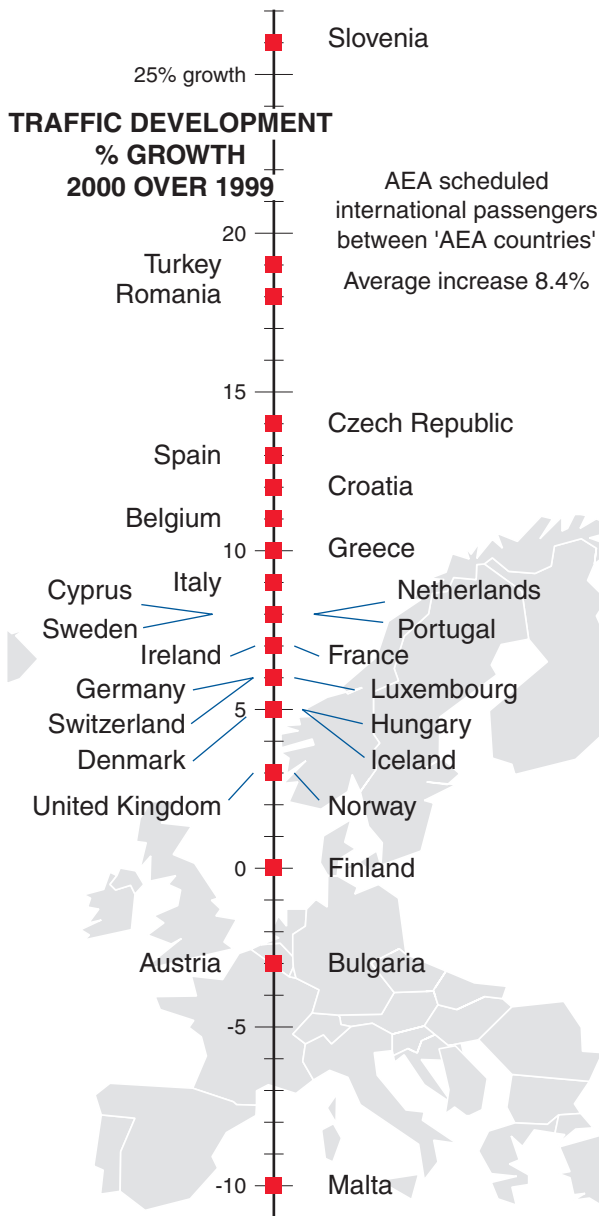 Slovenia
25% growth
TRAFFIC DEVELOPMENT
% GROWTH
2000 OVER 1999
AEA scheduled
international passengers
between 'AEA countries'
Average increase 8.4%
20
Turkey
Romania
15
Czech Republic
Spain
Croatia
Belgium
10
Greece
Italy
Cyprus
Netherlands
Sweden
Portugal
Ireland
France
Germany
Luxembourg
Switzerland
5
Hungary
Denmark
Iceland
United Kingdom
Norway
0
Finland
Austria
Bulgaria
-5
-10
Malta